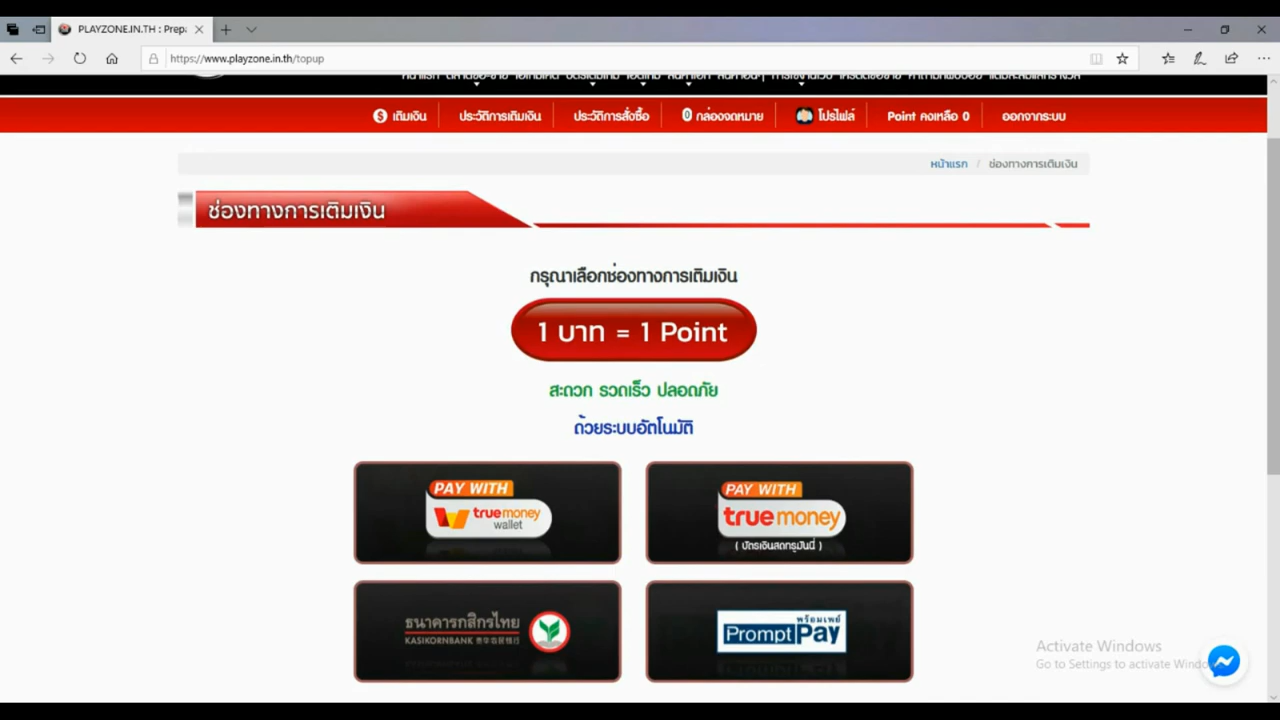 PLAYZONE.IN.TH : Prepa
https://www.playzone.in.th/topup
$ เติมเงิน ประวัติการเติมเงิน ประวัติการสั่งซื้อ 0 กล่องจดหมาย โปรไฟล์ Point คงเหลือ 0 ออกจากระบบ
หน้าแรก / ช่องทางการเติมเงิน
ช่องทางการเติมเงิน
กรุณาเลือกช่องทางการเติมเงิน
1 บาท = 1 Point
สะดวก รวดเร็ว ปลอดภัย
ด้วยระบบอัตโนมัติ
PAY WITH
truemoney
wallet
PAY WITH
truemoney
( บัตรเงินสดทรูมันนี่ )
ธนาคารกสิกรไทย
KASIKORNBANK 泰华农民银行
พร้อมเพย์
PromptPay
Activate Windows
Go to Settings to activate Windo